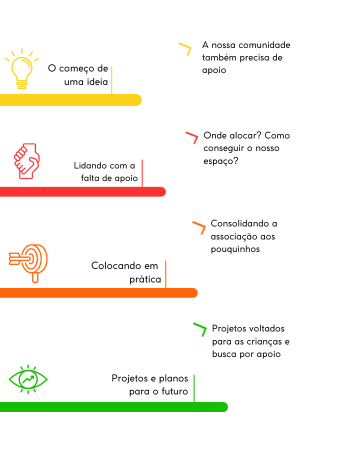 A nossa comunidade
também precisa de
apoio
O começo de
uma ideia
Onde alocar? Como
conseguir o nosso
espaço?
Lidando com a
falta de apoio
Consolidando a
associação aos
pouquinhos
Colocando em
prática
Projetos voltados
para as crianças e
busca por apoio
Projetos e planos
para o futuro